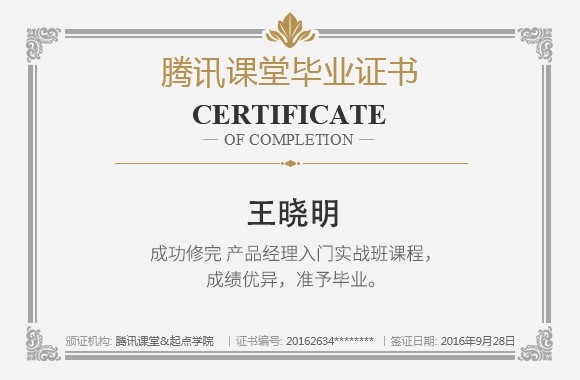 腾讯课堂毕业证书
CERTIFICATE
— OF COMPLETION —
王晓明
成功修完 产品经理入门实战班课程，
成绩优异，准予毕业。
颁证机构: 腾讯课堂&起点学院 | 证书编号: 20162634******** | 签证日期: 2016年9月28日